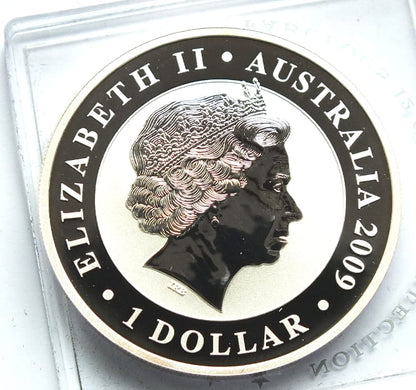 ELIZABETH II • AUSTRALIA 2009
• 1 DOLLAR •
IRB